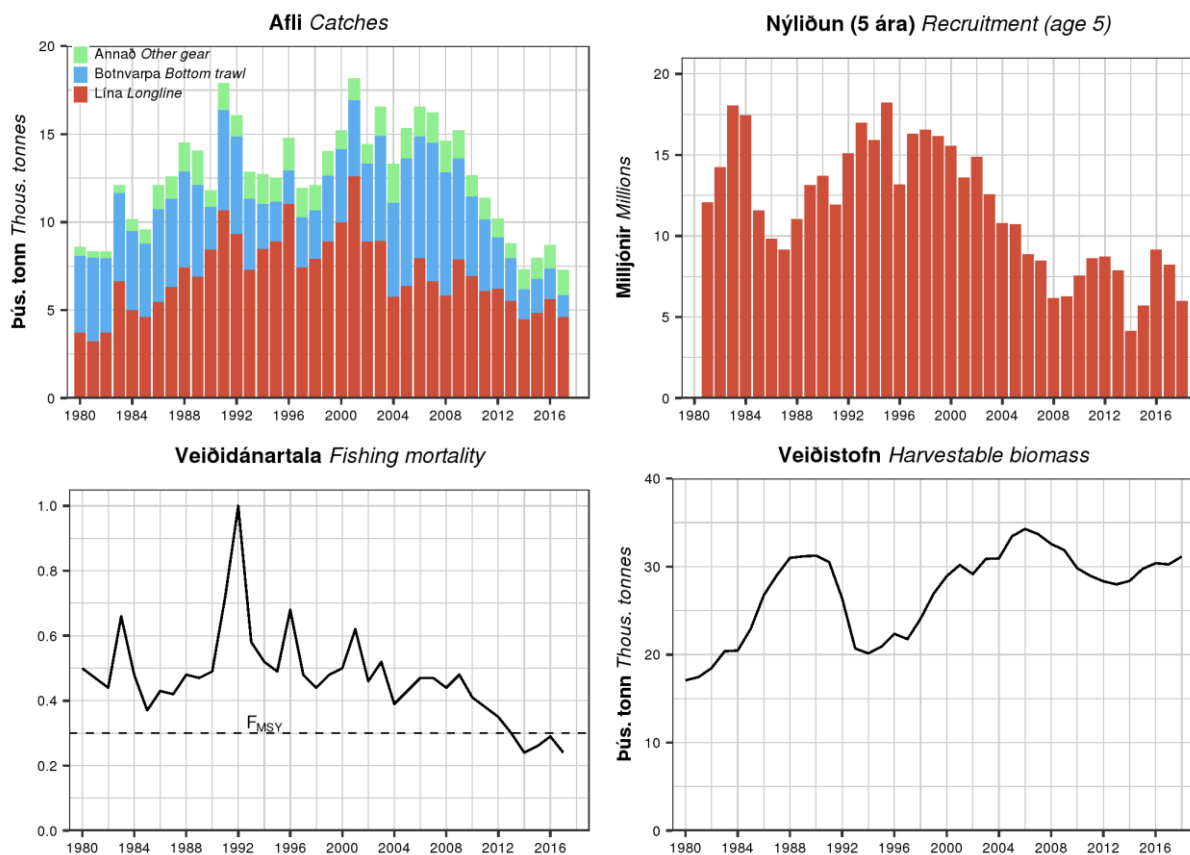 Afli Catches
Þús. tonn Thous. tonnes
20
15
10
5
0
Annað Other gear
Botnvarpa Bottom trawl
Lína Longline
1980 1984 1988 1992 1996 2000 2004 2008 2012 2016
Nýliðun (5 ára) Recruitment (age 5)
Milljónir Millions
20
15
10
5
0
1980 1984 1988 1992 1996 2000 2004 2008 2012 2016
Veiðidánartala Fishing mortality
1.0
0.8
0.6
0.4
0.2
0.0
FMSY
1980 1984 1988 1992 1996 2000 2004 2008 2012 2016
Veiðistofn Harvestable biomass
Þús. tonn Thous. tonnes
40
30
20
10
0
1980 1984 1988 1992 1996 2000 2004 2008 2012 2016